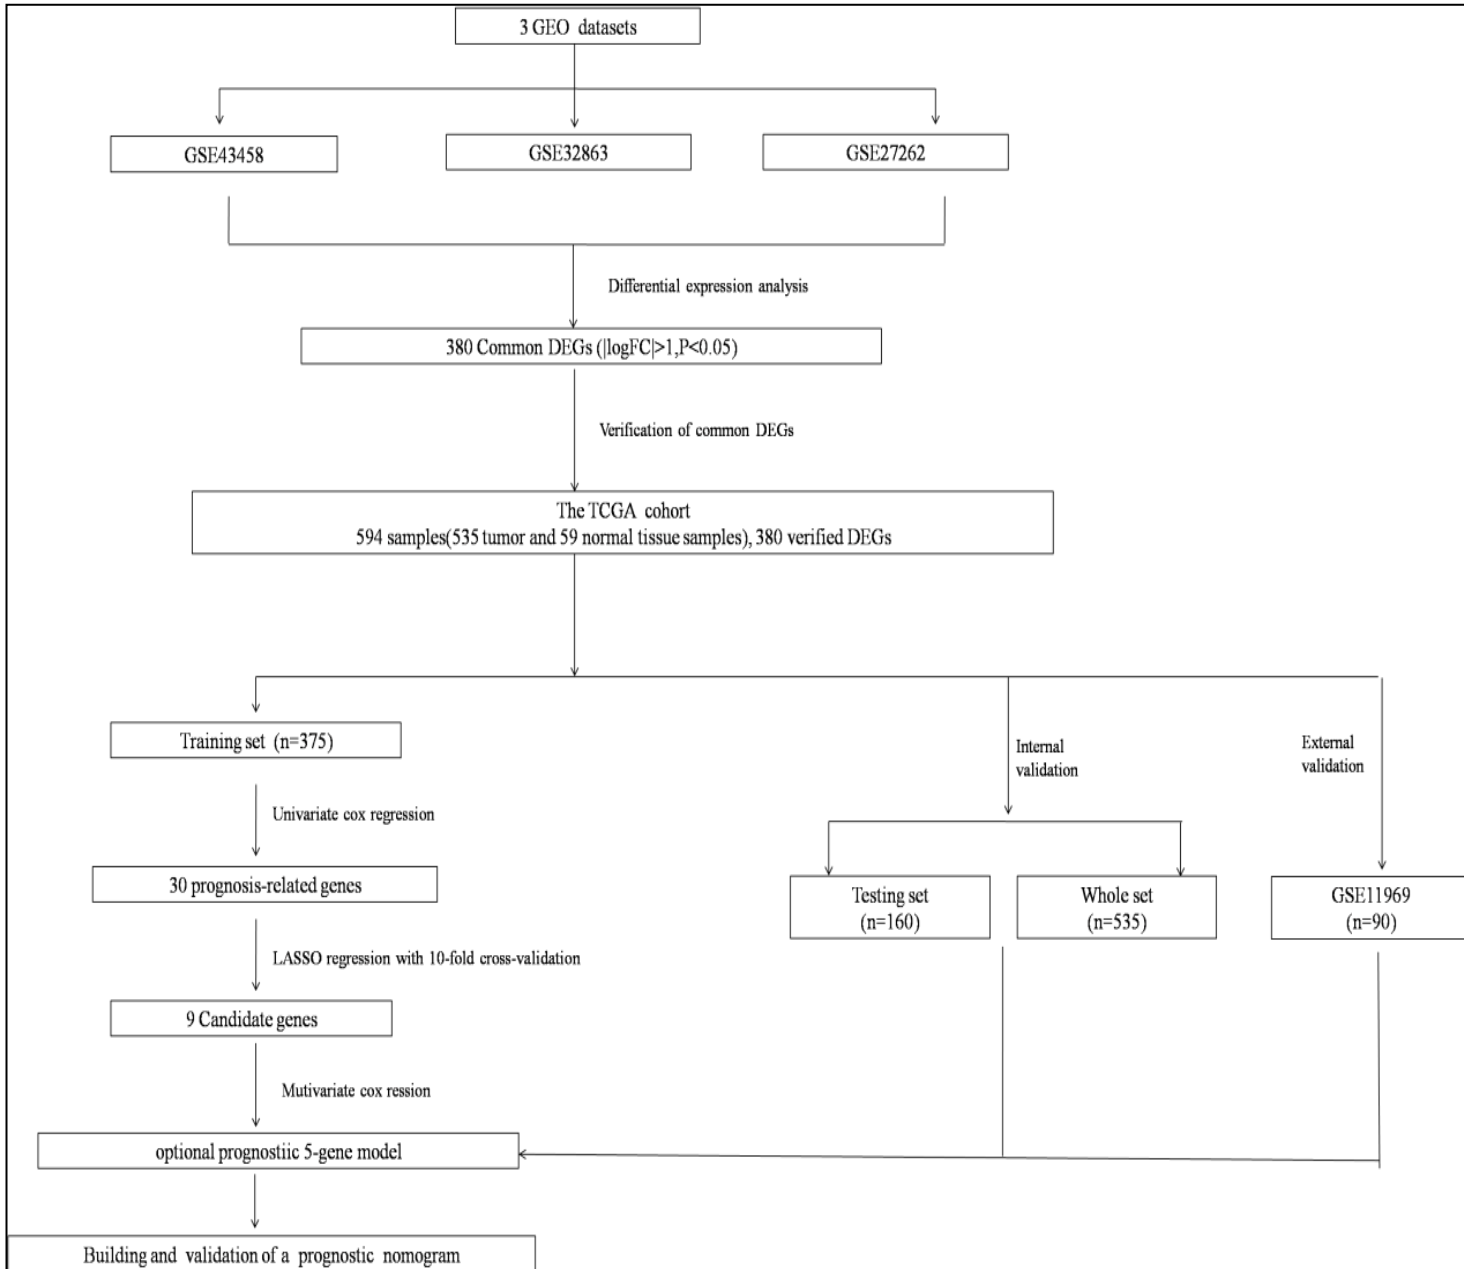 3 GEO datasets
GSE43458
GSE32863
GSE27262
Differential expression analysis
380 Common DEGs (|logFC|>1,P<0.05)
Verification of common DEGs
The TCGA cohort
594 samples(535 tumor and 59 normal tissue samples), 380 verified DEGs
Training set (n=375)
Internal
validation
External
validation
Univariate cox regression
30 prognosis-related genes
Testing set
(n=160)
Whole set
(n=535)
GSE11969
(n=90)
LASSO regression with 10-fold cross-validation
9 Candidate genes
Mutivariate cox ression
optional prognostiic 5-gene model
Building and validation of a prognostic nomogram